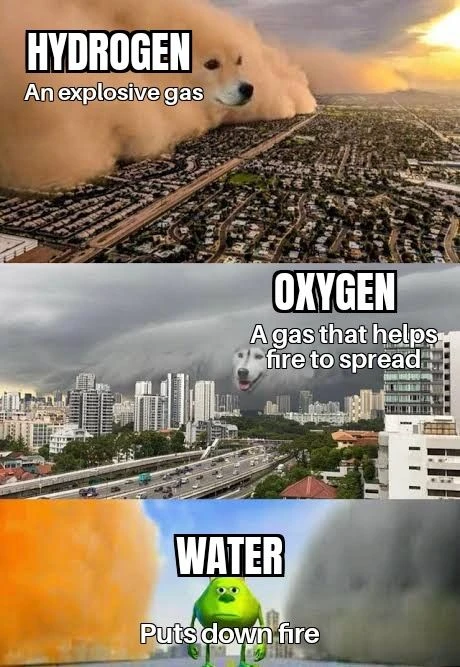 HYDROGEN
An explosive gas
OXYGEN
A gas that helps
fire to spread
WATER
Puts down fire